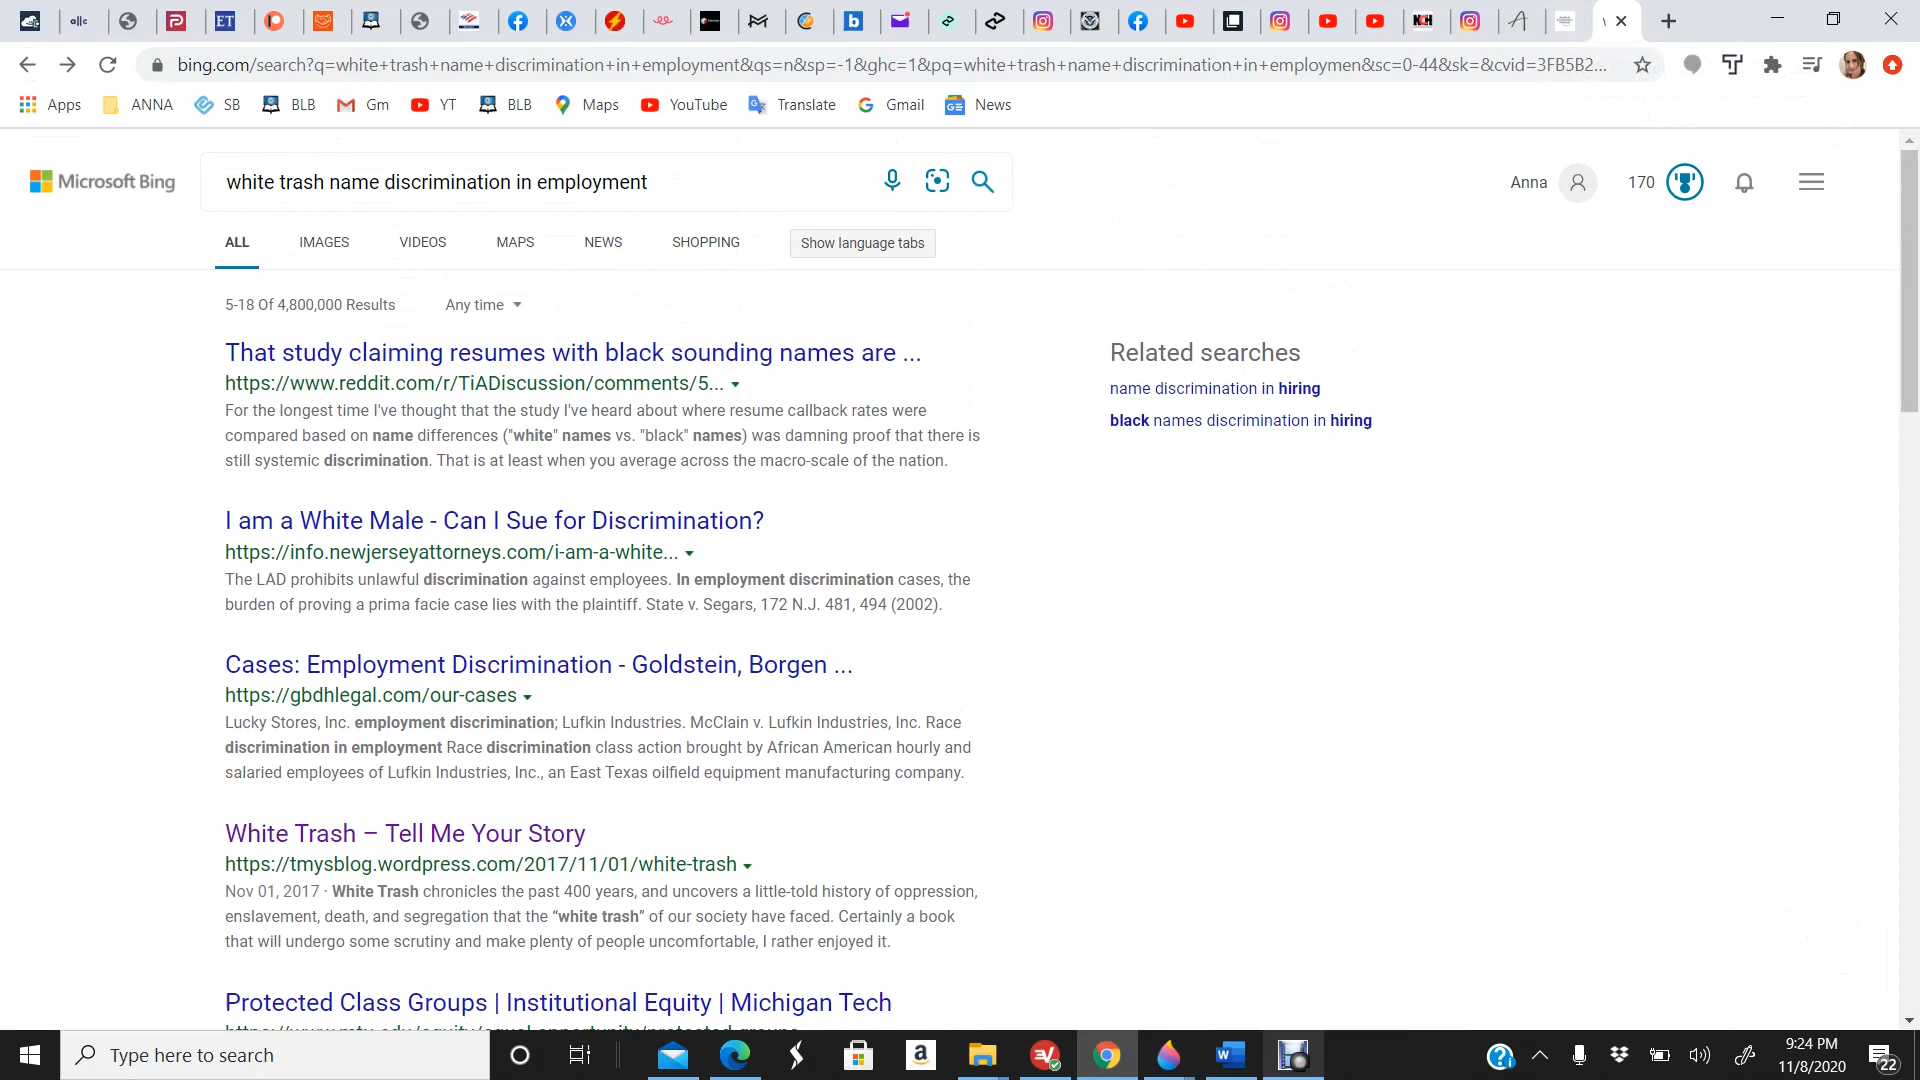 bing.com/search?q=white+trash+name+discrimination+in+employment&qs=n&sp=-1&ghc=1&pq=white+trash+name+discrimination+in+employmen&sc=0-44&sk=&cvid=3FB5B2...
Apps ANNA SB BLB Gm YT BLB Maps YouTube Translate Gmail News
Microsoft Bing
white trash name discrimination in employment
Anna 170
ALL IMAGES VIDEOS MAPS NEWS SHOPPING Show language tabs
5-18 Of 4,800,000 Results Any time
That study claiming resumes with black sounding names are ...
https://www.reddit.com/r/TiADiscussion/comments/5...
For the longest time I've thought that the study I've heard about where resume callback rates were
compared based on name differences ("white" names vs. "black" names) was damning proof that there is
still systemic discrimination. That is at least when you average across the macro-scale of the nation.
Related searches
name discrimination in hiring
black names discrimination in hiring
I am a White Male - Can I Sue for Discrimination?
https://info.newjerseyattorneys.com/i-am-a-white...
The LAD prohibits unlawful discrimination against employees. In employment discrimination cases, the
burden of proving a prima facie case lies with the plaintiff. State v. Segars, 172 N.J. 481, 494 (2002).
Cases: Employment Discrimination - Goldstein, Borgen ...
https://gbdhlegal.com/our-cases
Lucky Stores, Inc. employment discrimination; Lufkin Industries. McClain v. Lufkin Industries, Inc. Race
discrimination in employment Race discrimination class action brought by African American hourly and
salaried employees of Lufkin Industries, Inc., an East Texas oilfield equipment manufacturing company.
White Trash – Tell Me Your Story
https://tmysblog.wordpress.com/2017/11/01/white-trash
Nov 01, 2017 · White Trash chronicles the past 400 years, and uncovers a little-told history of oppression,
enslavement, death, and segregation that the “white trash” of our society have faced. Certainly a book
that will undergo some scrutiny and make plenty of people uncomfortable, I rather enjoyed it.
Protected Class Groups | Institutional Equity | Michigan Tech
Type here to search
9:24 PM
11/8/2020
22